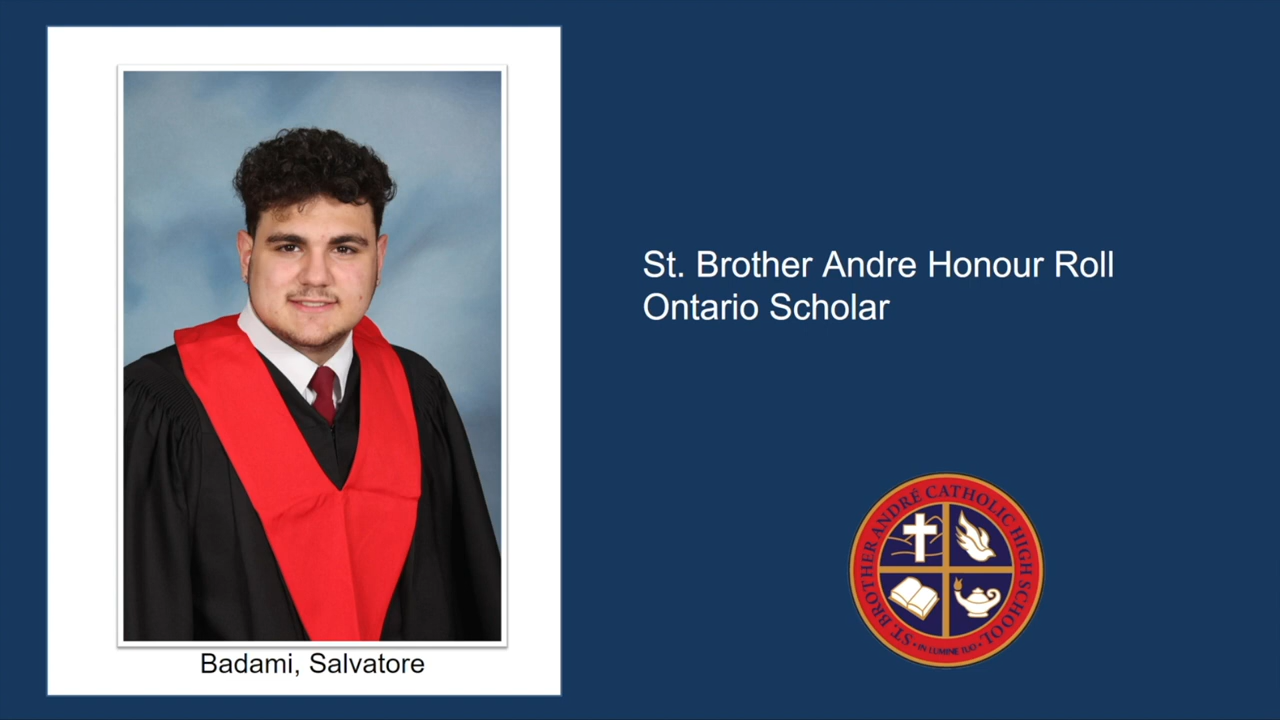 St. Brother Andre Honour Roll
Ontario Scholar
Badami, Salvatore
ST. BROTHER ANDRÉ CATHOLIC HIGH SCHOOL
• IN LUMINE TUO •